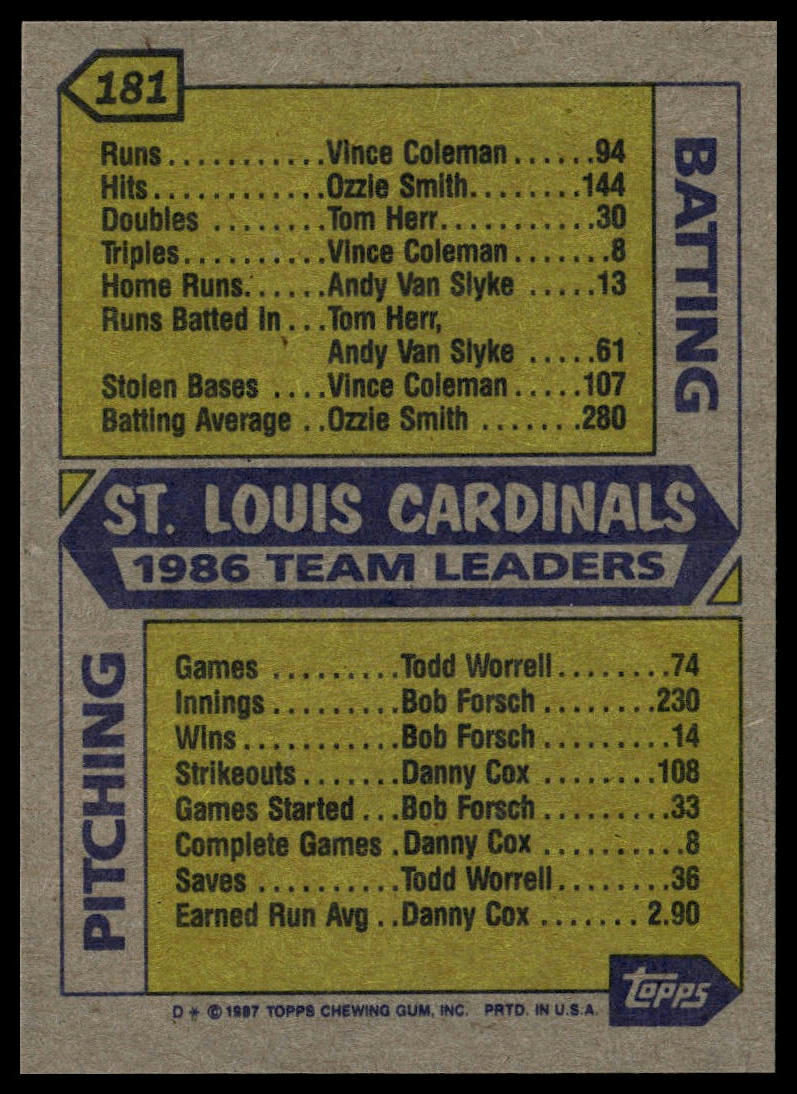 181
BATTING
Runs...........Vince Coleman......94
Hits............Ozzie Smith........144
Doubles ........Tom Herr...........30
Triples..........Vince Coleman.......8
Home Runs......Andy Van Slyke .....13
Runs Batted In...Tom Herr,
Andy Van Slyke .....61
Stolen Bases ....Vince Coleman.....107
Batting Average ..Ozzie Smith .......280
ST. LOUIS CARDINALS
1986 TEAM LEADERS
PITCHING
Games .........Todd Worrell........74
Innings.........Bob Forsch ........230
Wins...........Bob Forsch.........14
Strikeouts.......Danny Cox ........108
Games Started ...Bob Forsch.........33
Complete Games .Danny Cox ..........8
Saves ..........Todd Worrell........36
Earned Run Avg ..Danny Cox ....... 2.90
topps
D * © 1987 TOPPS CHEWING GUM, INC. PRTD. IN U.S.A.